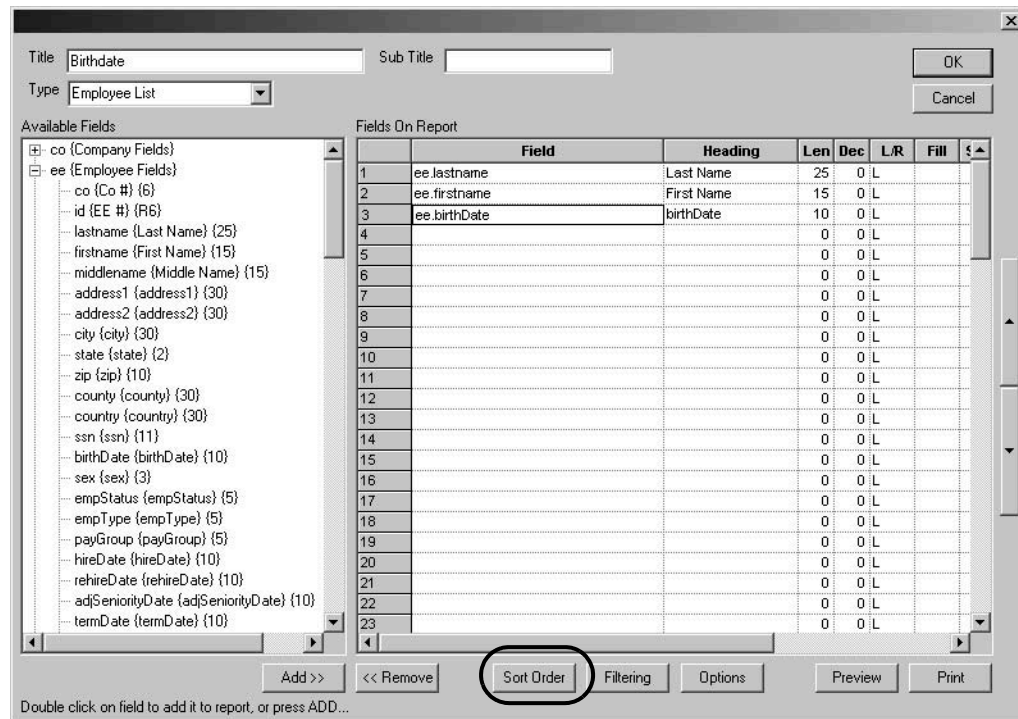 Title Birthdate Sub Title OK
Type Employee List Cancel
Available Fields Fields On Report
co {Company Fields}
ee {Employee Fields}
co {Co #} {6}
id {EE #} {R6}
lastname {Last Name} {25}
firstname {First Name} {15}
middlename {Middle Name} {15}
address1 {address1} {30}
address2 {address2} {30}
city {city} {30}
state {state} {2}
zip {zip} {10}
county {county} {30}
country {country} {30}
ssn {ssn} {11}
birthDate {birthDate} {10}
sex {sex} {3}
empStatus {empStatus} {5}
empType {empType} {5}
payGroup {payGroup} {5}
hireDate {hireDate} {10}
rehireDate {rehireDate} {10}
adjSeniorityDate {adjSeniorityDate} {10}
termDate {termDate} {10}
Field Heading Len Dec L/R Fill
1 ee.lastname Last Name 25 0 L
2 ee.firstname First Name 15 0 L
3 ee.birthDate birthDate 10 0 L
4 0 0 L
5 0 0 L
6 0 0 L
7 0 0 L
8 0 0 L
9 0 0 L
10 0 0 L
11 0 0 L
12 0 0 L
13 0 0 L
14 0 0 L
15 0 0 L
16 0 0 L
17 0 0 L
18 0 0 L
19 0 0 L
20 0 0 L
21 0 0 L
22 0 0 L
23 0 0 L
Add >> << Remove Sort Order Filtering Options Preview Print
Double click on field to add it to report, or press ADD...